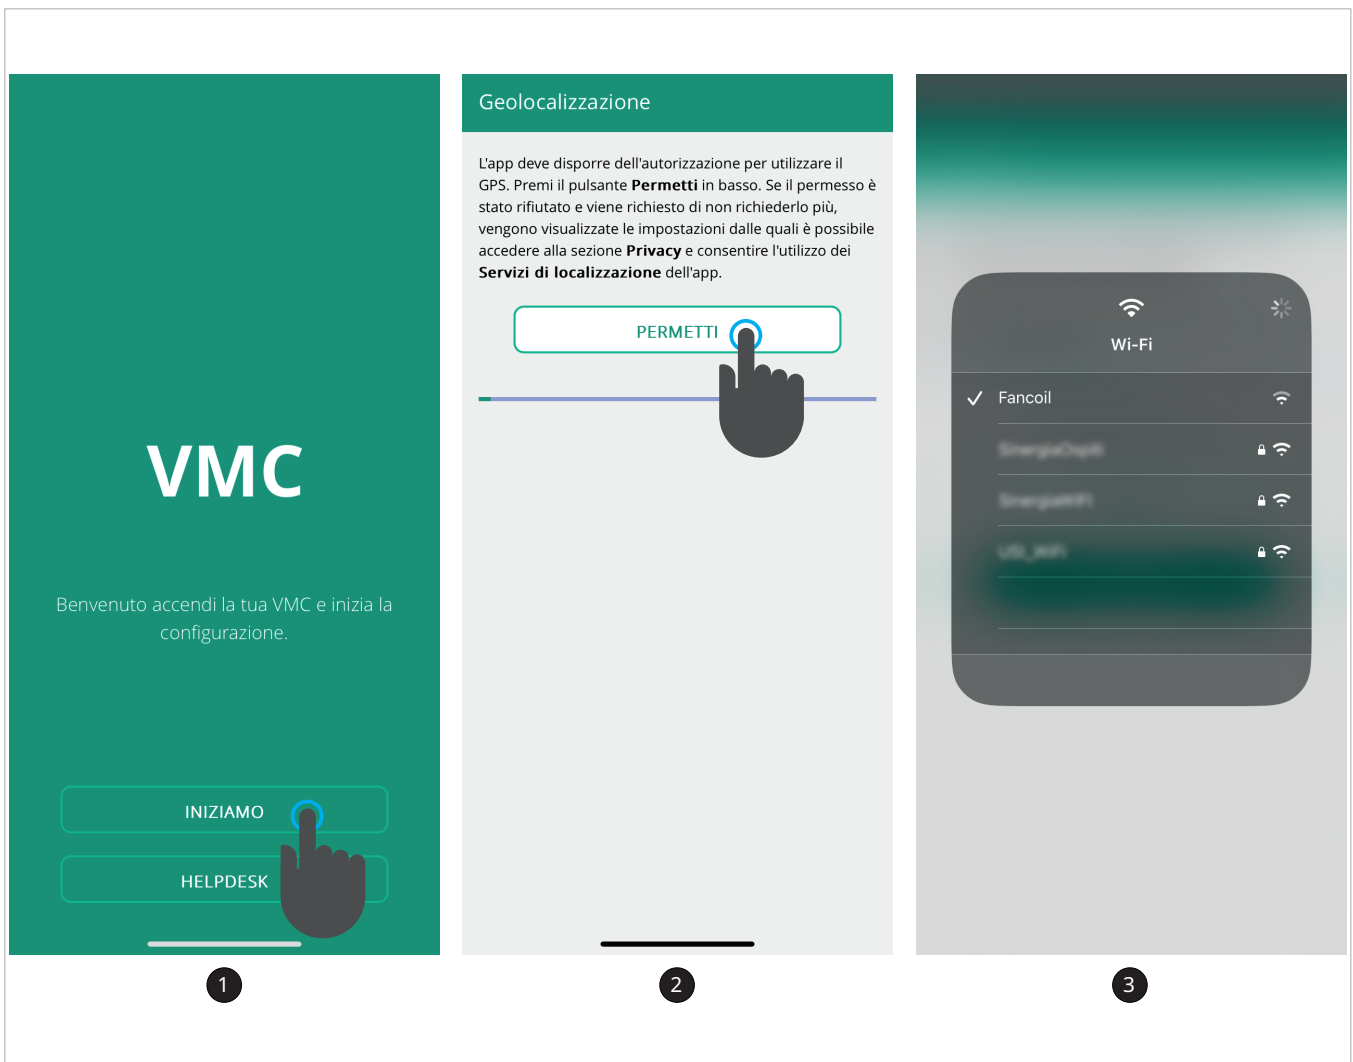 VMC
Benvenuto accendi la tua VMC e inizia la
configurazione.
INIZIAMO
HELPDESK
1
Geolocalizzazione
L'app deve disporre dell'autorizzazione per utilizzare il
GPS. Premi il pulsante Permetti in basso. Se il permesso è
stato rifiutato e viene richiesto di non richiederlo più,
vengono visualizzate le impostazioni dalle quali è possibile
accedere alla sezione Privacy e consentire l'utilizzo dei
Servizi di localizzazione dell'app.
PERMETTI
2
Wi-Fi
Fancoil
3